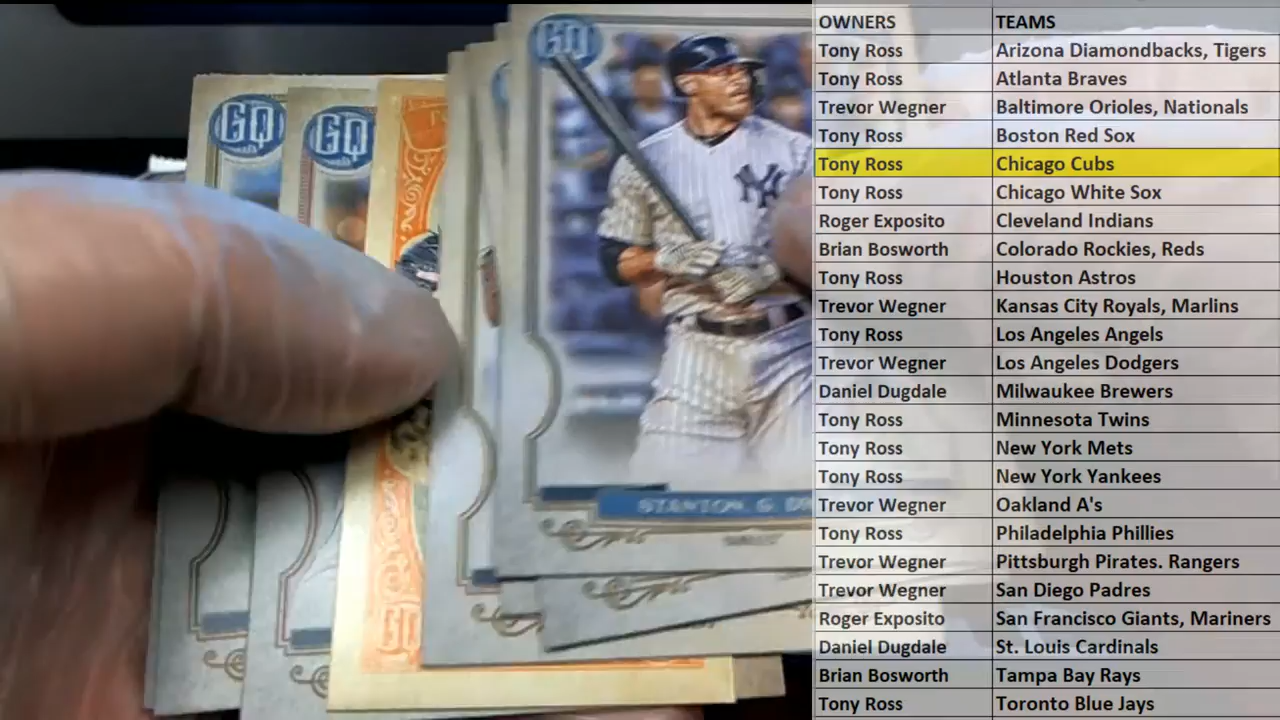 OWNERS TEAMS
Tony Ross Arizona Diamondbacks, Tigers
Tony Ross Atlanta Braves
Trevor Wegner Baltimore Orioles, Nationals
Tony Ross Boston Red Sox
Tony Ross Chicago Cubs
Tony Ross Chicago White Sox
Roger Exposito Cleveland Indians
Brian Bosworth Colorado Rockies, Reds
Tony Ross Houston Astros
Trevor Wegner Kansas City Royals, Marlins
Tony Ross Los Angeles Angels
Trevor Wegner Los Angeles Dodgers
Daniel Dugdale Milwaukee Brewers
Tony Ross Minnesota Twins
Tony Ross New York Mets
Tony Ross New York Yankees
Trevor Wegner Oakland A's
Tony Ross Philadelphia Phillies
Trevor Wegner Pittsburgh Pirates. Rangers
Trevor Wegner San Diego Padres
Roger Exposito San Francisco Giants, Mariners
Daniel Dugdale St. Louis Cardinals
Brian Bosworth Tampa Bay Rays
Tony Ross Toronto Blue Jays
GQ
GQ
GQ
NY
STANTON, G.
GQ